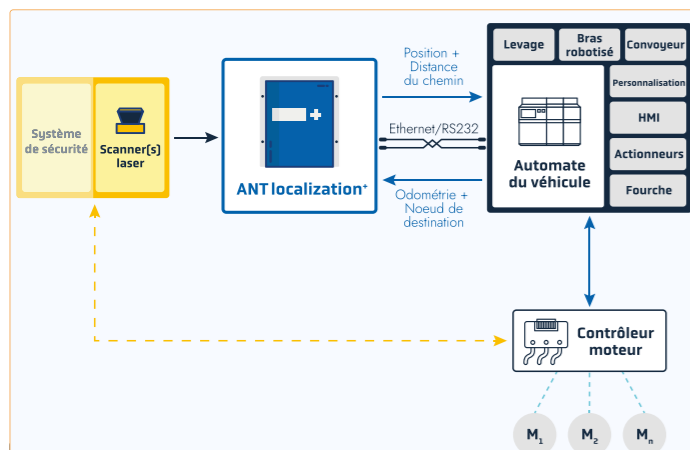 Système
de sécurité
Scanner(s)
laser
ANT localization+
Position +
Distance
du chemin
Ethernet/RS232
Odométrie +
Noeud de
destination
Levage
Bras
robotisé
Convoyeur
Automate
du véhicule
Personnalisation
HMI
Actionneurs
Fourche
Contrôleur
moteur
M1
M2
Mn